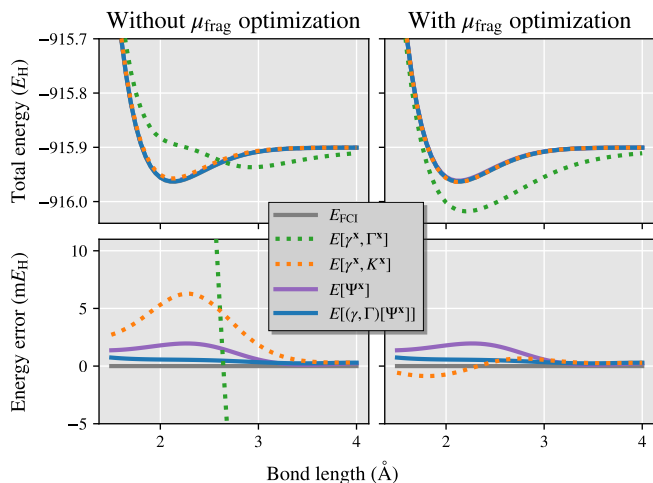 Without μfrag optimization
With μfrag optimization
Total energy (EH)
−915.7
−915.8
−915.9
−916.0
EFCI
E[γˣ, Γˣ]
E[γˣ, Kˣ]
E[Ψˣ]
E[(γ, Γ)[Ψˣ]]
Energy error (mEH)
10
5
0
−5
2
3
4
2
3
4
Bond length (Å)